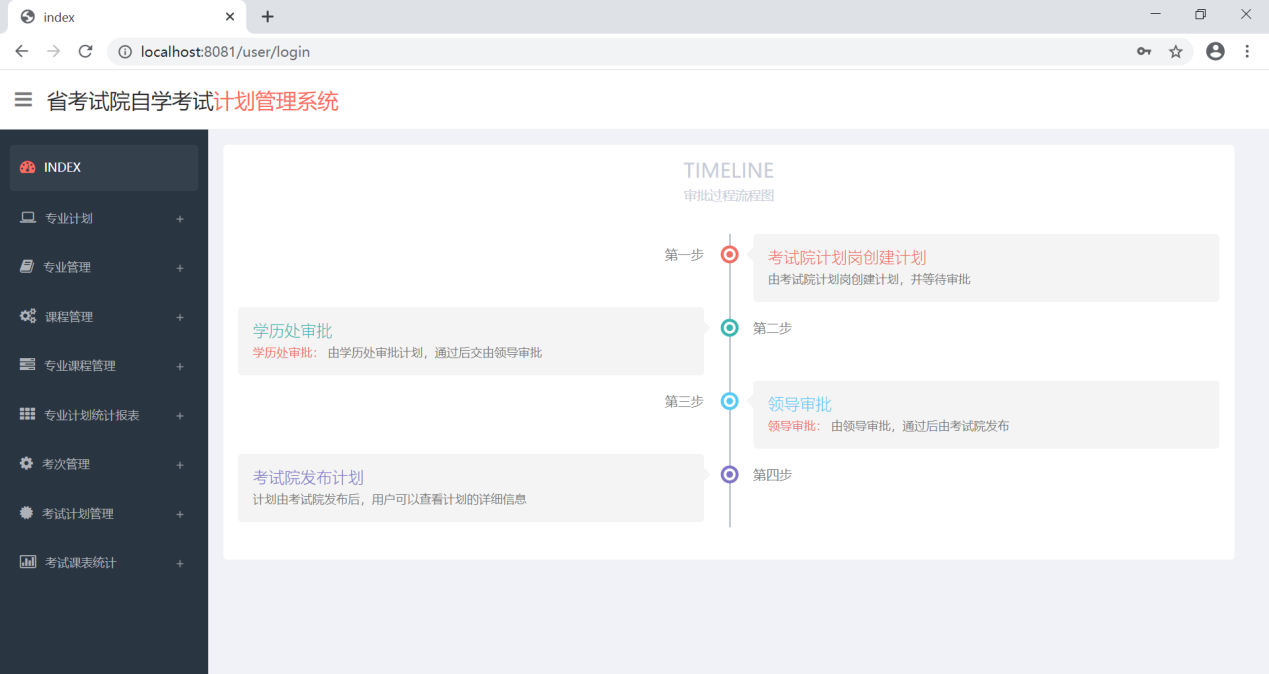 index
localhost:8081/user/login
省考试院自学考试计划管理系统
INDEX
专业计划 +
专业管理 +
课程管理 +
专业课程管理 +
专业计划统计报表 +
考次管理 +
考试计划管理 +
考试课表统计 +
TIMELINE
审批过程流程图
第一步
考试院计划岗创建计划
由考试院计划岗创建计划，并等待审批
学历处审批
学历处审批： 由学历处审批计划，通过后交由领导审批
第二步
第三步
领导审批
领导审批： 由领导审批，通过后由考试院发布
考试院发布计划
计划由考试院发布后，用户可以查看计划的详细信息
第四步